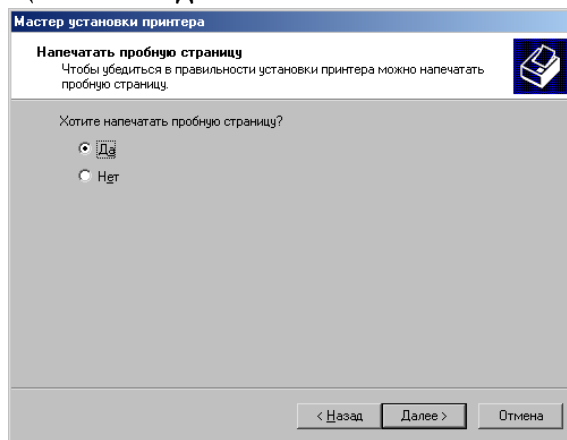 Мастер установки принтера
Напечатать пробную страницу
Чтобы убедиться в правильности установки принтера можно напечатать
пробную страницу.
Хотите напечатать пробную страницу?
Да
Нет
< Назад
Далее >
Отмена